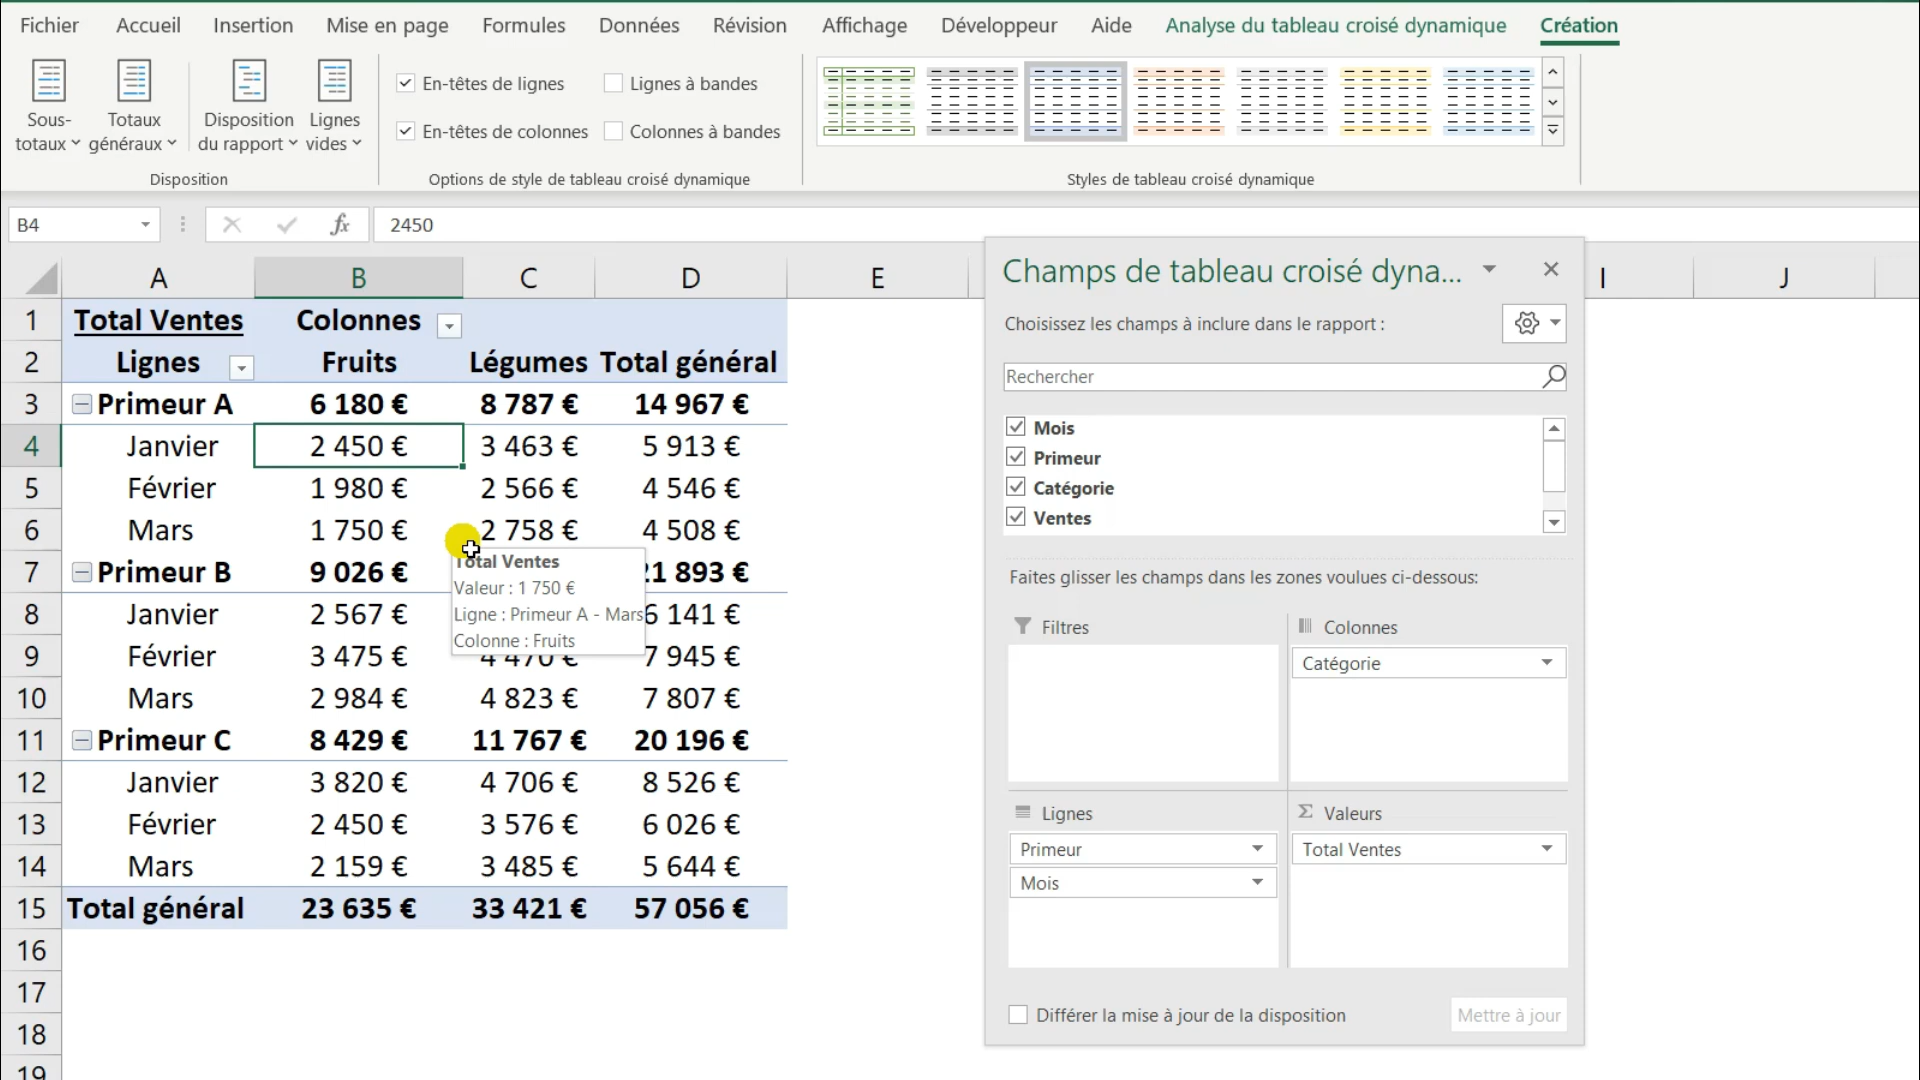 Fichier Accueil Insertion Mise en page Formules Données Révision Affichage Développeur Aide Analyse du tableau croisé dynamique Création
Sous-totaux
Totaux généraux
Disposition du rapport
Lignes vides
Disposition
En-têtes de lignes
Lignes à bandes
En-têtes de colonnes
Colonnes à bandes
Options de style de tableau croisé dynamique
Styles de tableau croisé dynamique
B4 fx 2450
A B C D E I J
1 Total Ventes Colonnes
2 Lignes Fruits Légumes Total général
3 Primeur A 6 180 € 8 787 € 14 967 €
4 Janvier 2 450 € 3 463 € 5 913 €
5 Février 1 980 € 2 566 € 4 546 €
6 Mars 1 750 € 2 758 € 4 508 €
7 Primeur B 9 026 € 21 893 €
8 Janvier 2 567 € 6 141 €
9 Février 3 475 € 4 470 € 7 945 €
10 Mars 2 984 € 4 823 € 7 807 €
11 Primeur C 8 429 € 11 767 € 20 196 €
12 Janvier 3 820 € 4 706 € 8 526 €
13 Février 2 450 € 3 576 € 6 026 €
14 Mars 2 159 € 3 485 € 5 644 €
15 Total général 23 635 € 33 421 € 57 056 €
16
17
18
19
Total Ventes
Valeur : 1 750 €
Ligne : Primeur A - Mars
Colonne : Fruits
Champs de tableau croisé dyna...
Choisissez les champs à inclure dans le rapport :
Rechercher
Mois
Primeur
Catégorie
Ventes
Faites glisser les champs dans les zones voulues ci-dessous:
Filtres
Colonnes
Catégorie
Lignes
Primeur
Mois
Σ Valeurs
Total Ventes
Différer la mise à jour de la disposition
Mettre à jour